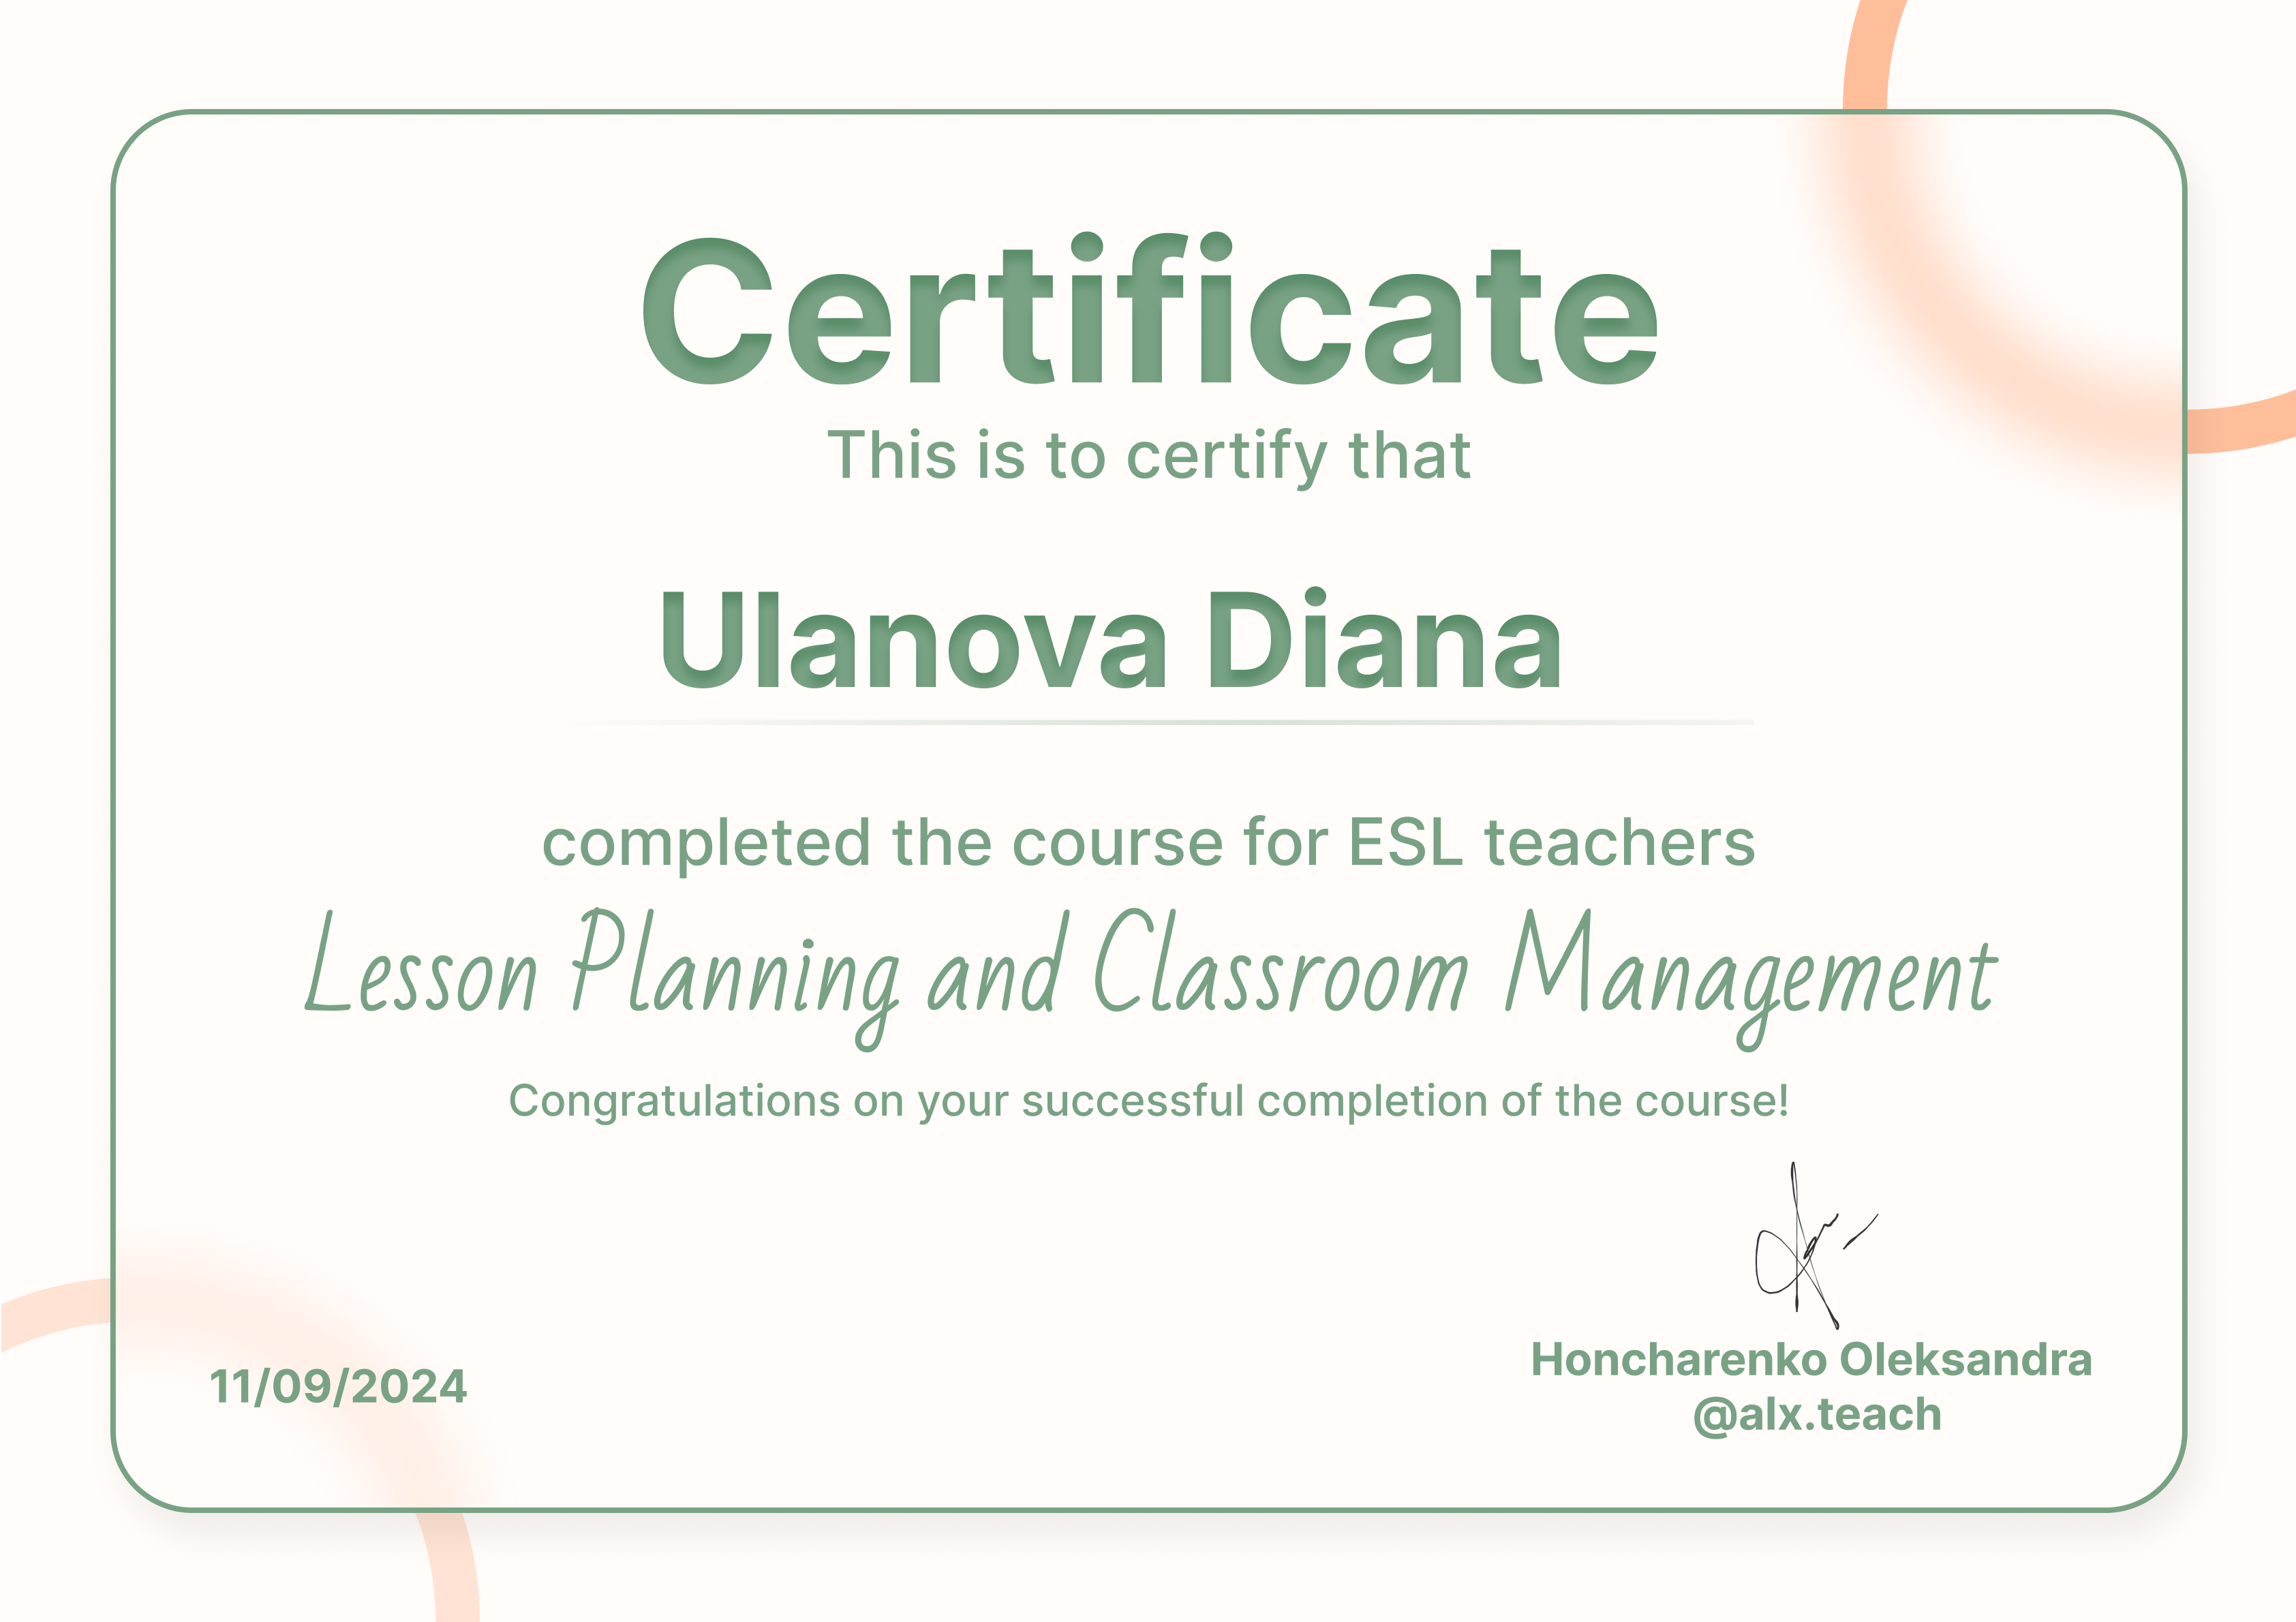 Certificate
This is to certify that
Ulanova Diana
completed the course for ESL teachers
Lesson Planning and Classroom Management
Congratulations on your successful completion of the course!
11/09/2024
Honcharenko Oleksandra
@alx.teach